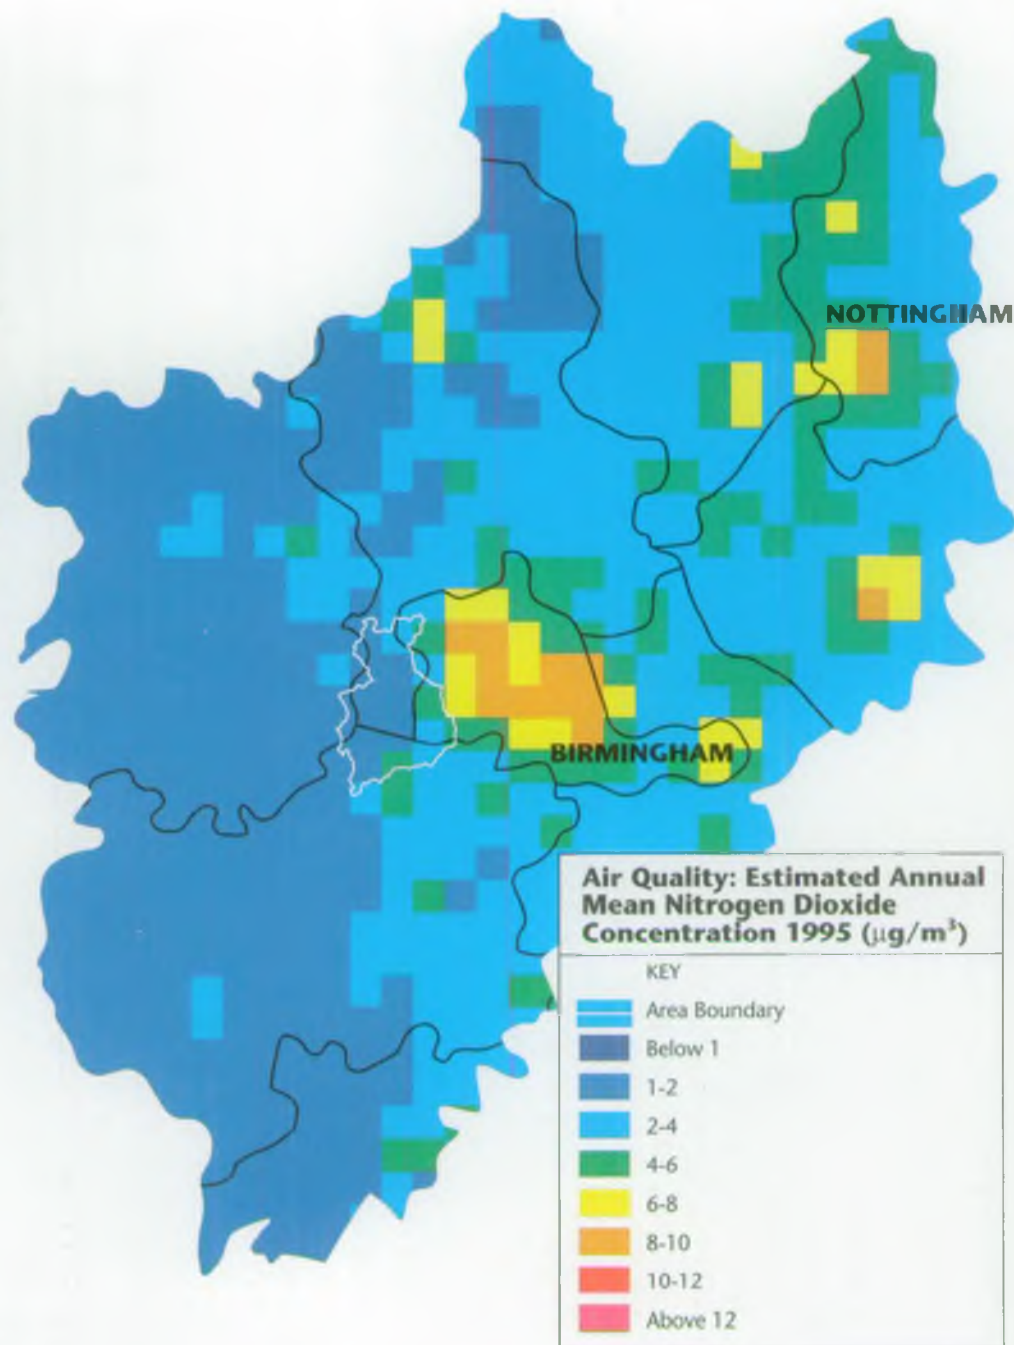 NOTTINGHAM
BIRMINGHAM
Air Quality: Estimated Annual
Mean Nitrogen Dioxide
Concentration 1995 (µg/m³)
KEY
Area Boundary
Below 1
1-2
2-4
4-6
6-8
8-10
10-12
Above 12